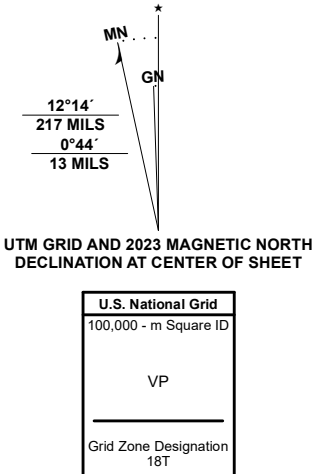 ★
MN
GN
12°14´
217 MILS
0°44´
13 MILS
UTM GRID AND 2023 MAGNETIC NORTH
DECLINATION AT CENTER OF SHEET
U.S. National Grid
100,000 - m Square ID
VP
Grid Zone Designation
18T